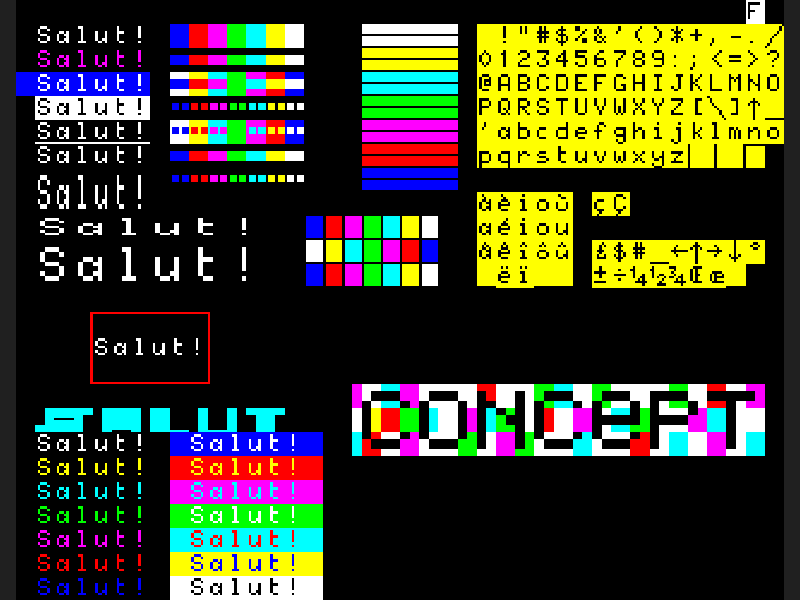 F
Salut!
Salut!
Salut!
Salut!
Salut!
Salut!
Salut!
Salut!
Salut!
!"#$%&'()*+,-./
0123456789:;<=>?
@ABCDEFGHIJKLMNO
PQRSTUVWXYZ[\]↑_
'abcdefghijklmno
pqrstuvwxyz
àèìoù çÇ
aéiou
âêîôû £$#_←↑→↓°
ëï ±÷¼½¾Œœ
Salut!
SALUT
CONCEPT
Salut! Salut!
Salut! Salut!
Salut! Salut!
Salut! Salut!
Salut! Salut!
Salut! Salut!
Salut! Salut!